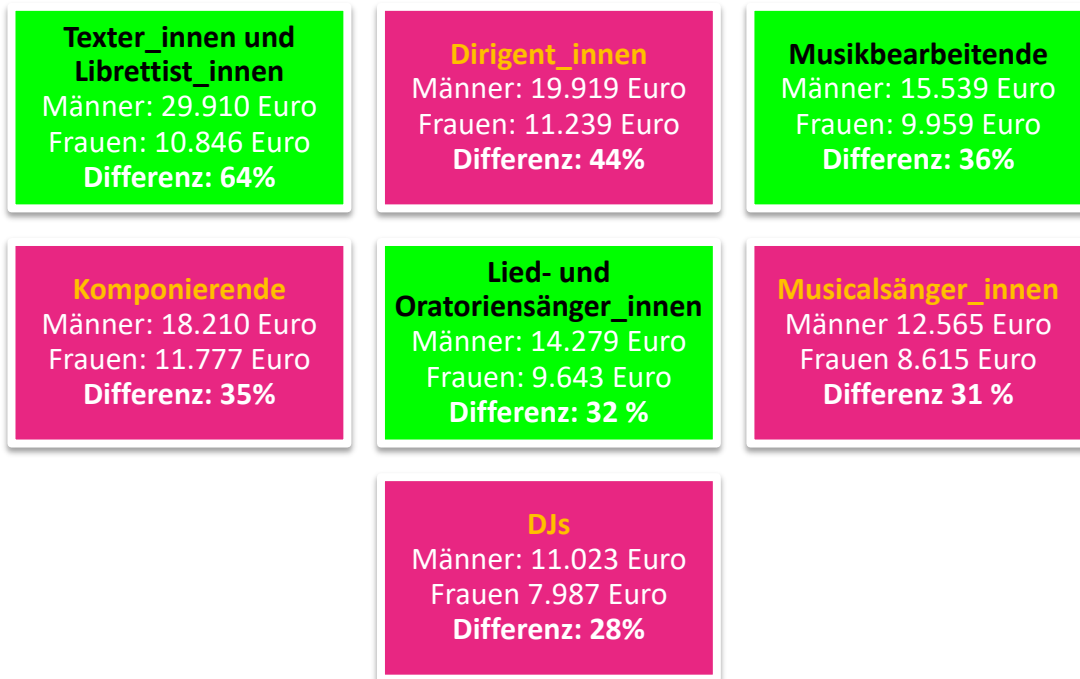 Texter_innen und
Librettist_innen
Männer: 29.910 Euro
Frauen: 10.846 Euro
Differenz: 64%
Dirigent_innen
Männer: 19.919 Euro
Frauen: 11.239 Euro
Differenz: 44%
Musikbearbeitende
Männer: 15.539 Euro
Frauen: 9.959 Euro
Differenz: 36%
Komponierende
Männer: 18.210 Euro
Frauen: 11.777 Euro
Differenz: 35%
Lied- und
Oratoriensänger_innen
Männer: 14.279 Euro
Frauen: 9.643 Euro
Differenz: 32 %
Musicalsänger_innen
Männer 12.565 Euro
Frauen 8.615 Euro
Differenz 31 %
DJs
Männer: 11.023 Euro
Frauen 7.987 Euro
Differenz: 28%